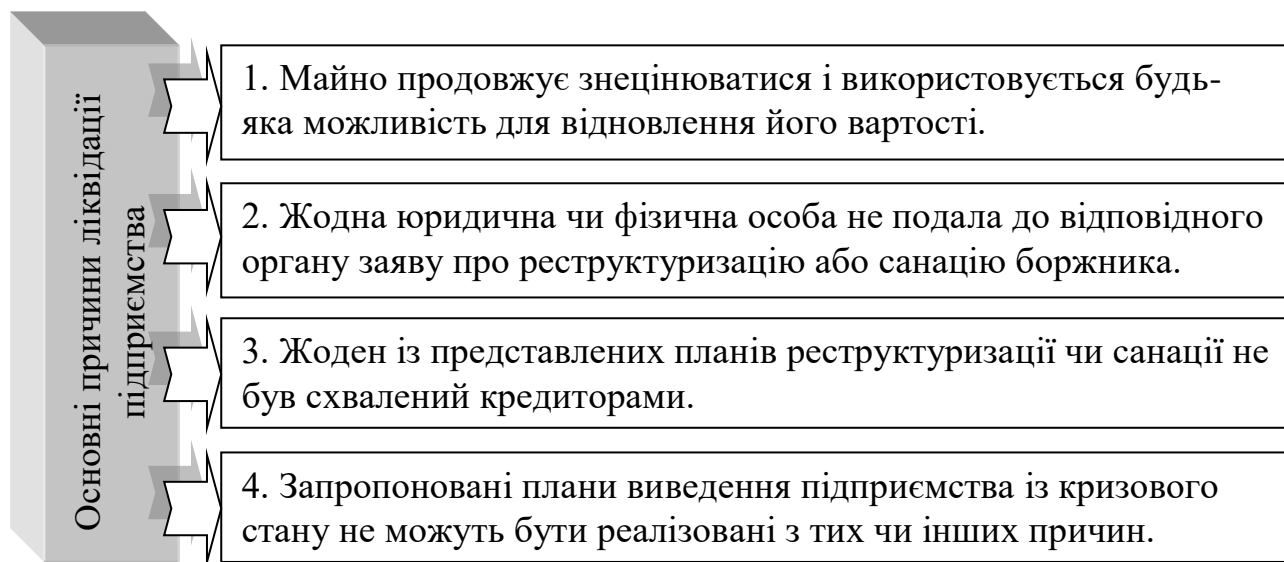 Основні причини ліквідації
підприємства
1. Майно продовжує знецінюватися і використовується будь-
яка можливість для відновлення його вартості.
2. Жодна юридична чи фізична особа не подала до відповідного
органу заяву про реструктуризацію або санацію боржника.
3. Жоден із представлених планів реструктуризації чи санації не
був схвалений кредиторами.
4. Запропоновані плани виведення підприємства із кризового
стану не можуть бути реалізовані з тих чи інших причин.